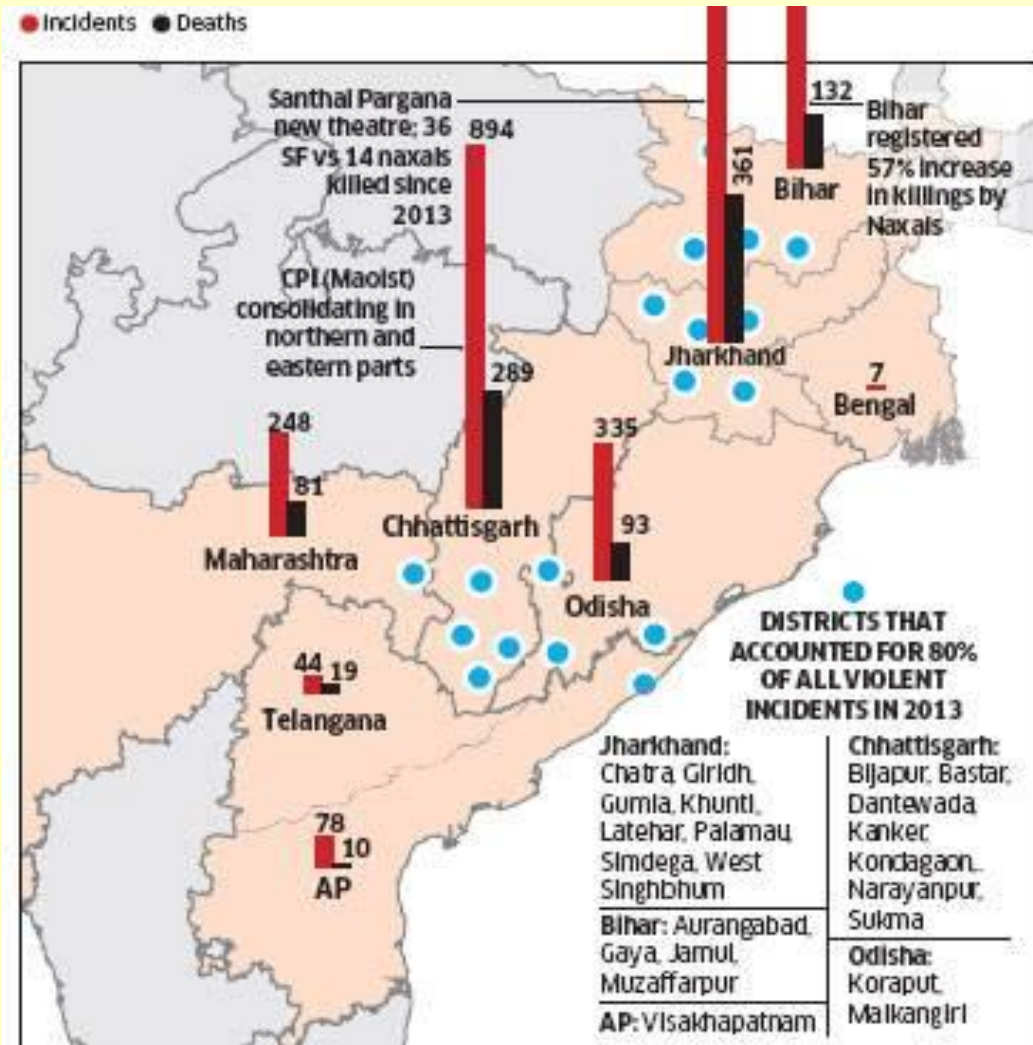 Incidents Deaths
Santhal Pargana
new theatre; 36
SF vs 14 naxals
killed since
2013
894
289
Chhattisgarh
CPI (Maoist)
consolidating in
northern and
eastern parts
361
Jharkhand
132
Bihar
Bihar
registered
57% increase
in killings by
Naxals
7
Bengal
248
81
Maharashtra
335
93
Odisha
44 19
Telangana
78
10
AP
DISTRICTS THAT
ACCOUNTED FOR 80%
OF ALL VIOLENT
INCIDENTS IN 2013
Jharkhand:
Chatra, Giridh,
Gumla, Khunti,
Latehar, Palamau,
Simdega, West
Singhbhum
Bihar: Aurangabad,
Gaya, Jamui,
Muzaffarpur
AP: Visakhapatnam
Chhattisgarh:
Bijapur, Bastar,
Dantewada,
Kanker,
Kondagaon,
Narayanpur,
Sukma
Odisha:
Koraput,
Malkangiri